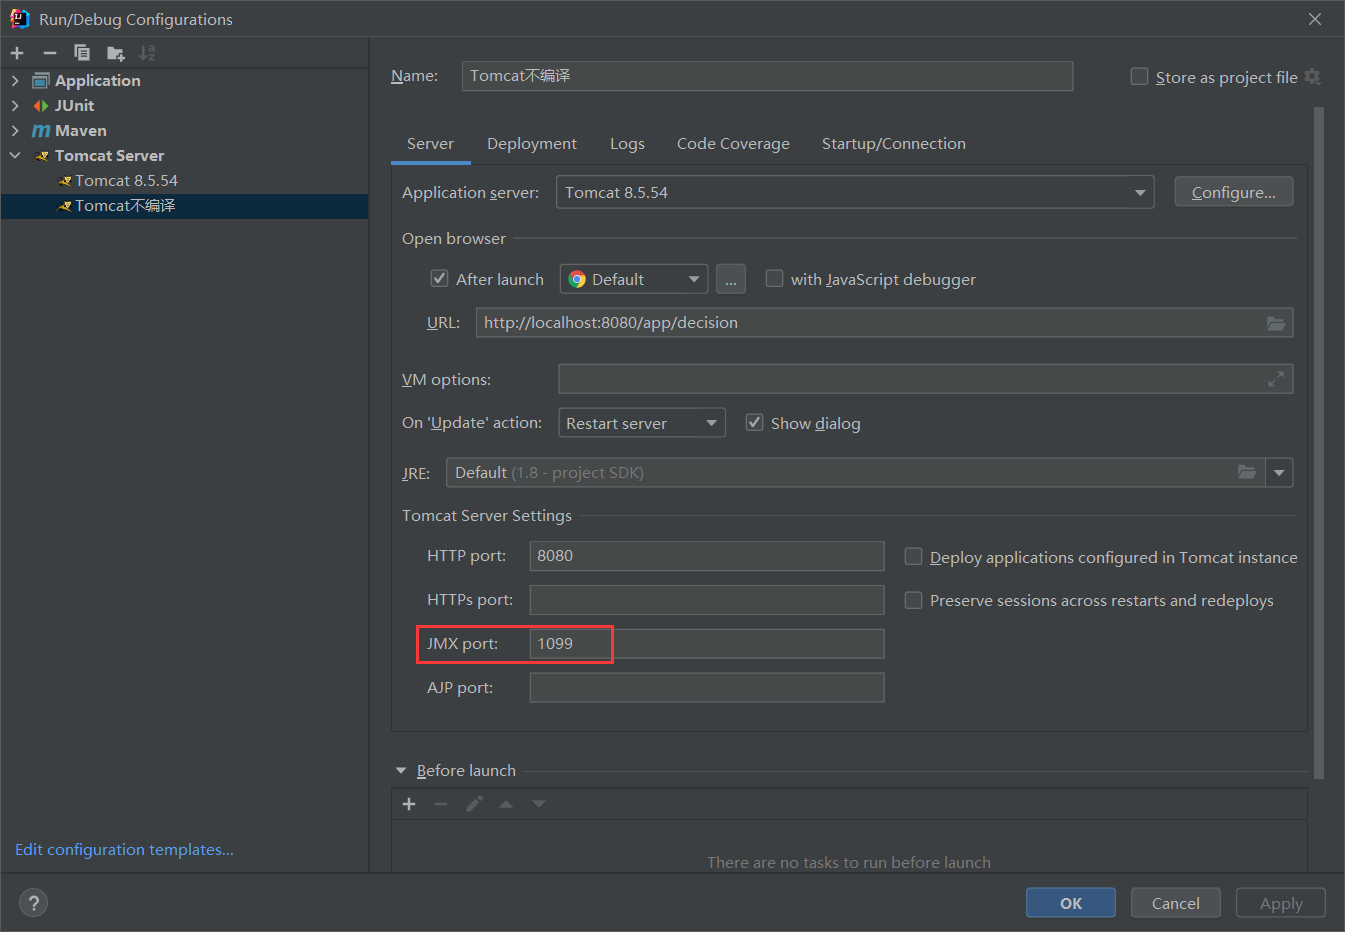 Run/Debug Configurations
Application
JUnit
Maven
Tomcat Server
Tomcat 8.5.54
Tomcat不编译
Edit configuration templates...
Name: Tomcat不编译 Store as project file
Server Deployment Logs Code Coverage Startup/Connection
Application server: Tomcat 8.5.54 Configure...
Open browser
After launch Default ... with JavaScript debugger
URL: http://localhost:8080/app/decision
VM options:
On 'Update' action: Restart server Show dialog
JRE: Default (1.8 - project SDK)
Tomcat Server Settings
HTTP port: 8080 Deploy applications configured in Tomcat instance
HTTPs port: Preserve sessions across restarts and redeploys
JMX port: 1099
AJP port:
Before launch
There are no tasks to run before launch
? OK Cancel Apply